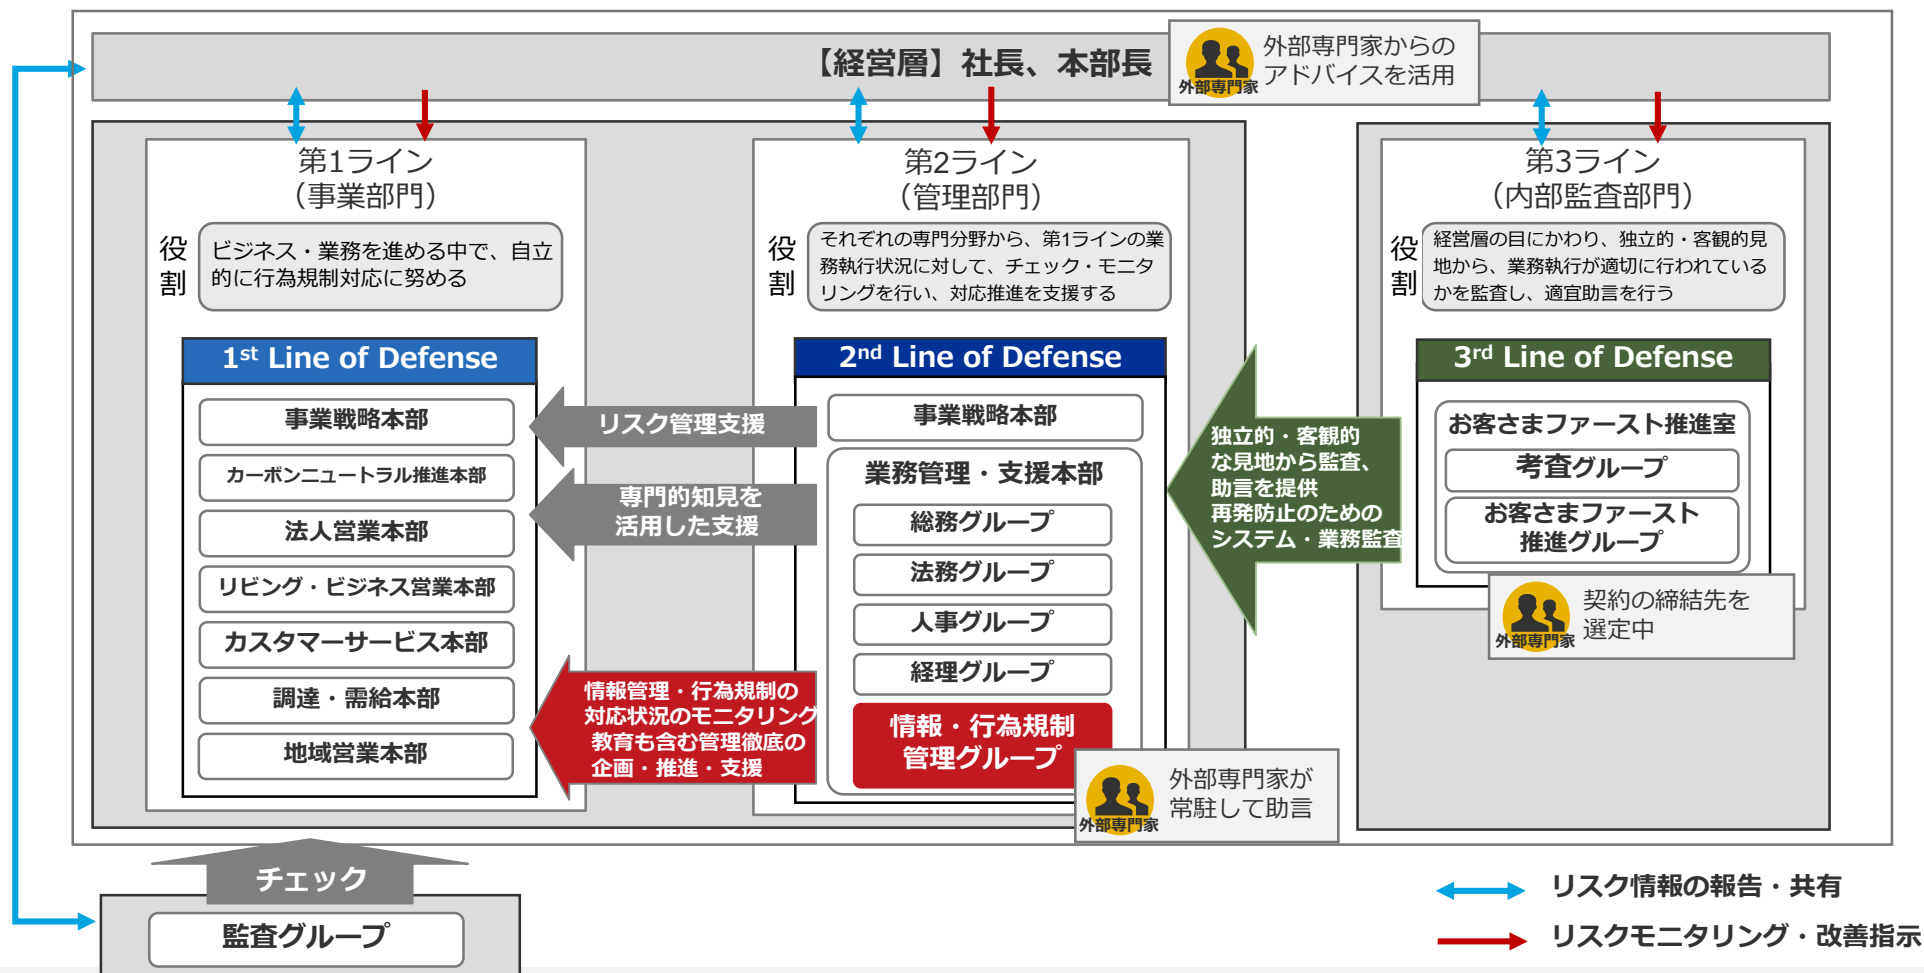 【経営層】社長、本部長
外部専門家
外部専門家からの
アドバイスを活用
第1ライン
（事業部門）
役割
ビジネス・業務を進める中で、自立
的に行為規制対応に努める
1st Line of Defense
事業戦略本部
カーボンニュートラル推進本部
法人営業本部
リビング・ビジネス営業本部
カスタマーサービス本部
調達・需給本部
地域営業本部
リスク管理支援
専門的知見を
活用した支援
情報管理・行為規制の
対応状況のモニタリング
教育も含む管理徹底の
企画・推進・支援
第2ライン
（管理部門）
役割
それぞれの専門分野から、第1ラインの業
務執行状況に対して、チェック・モニタ
リングを行い、対応推進を支援する
2nd Line of Defense
事業戦略本部
業務管理・支援本部
総務グループ
法務グループ
人事グループ
経理グループ
情報・行為規制
管理グループ
外部専門家
外部専門家が
常駐して助言
独立的・客観的
な見地から監査、
助言を提供
再発防止のための
システム・業務監査
第3ライン
（内部監査部門）
役割
経営層の目にかわり、独立的・客観的見
地から、業務執行が適切に行われている
かを監査し、適宜助言を行う
3rd Line of Defense
お客さまファースト推進室
考査グループ
お客さまファースト
推進グループ
外部専門家
契約の締結先を
選定中
チェック
監査グループ
リスク情報の報告・共有
リスクモニタリング・改善指示